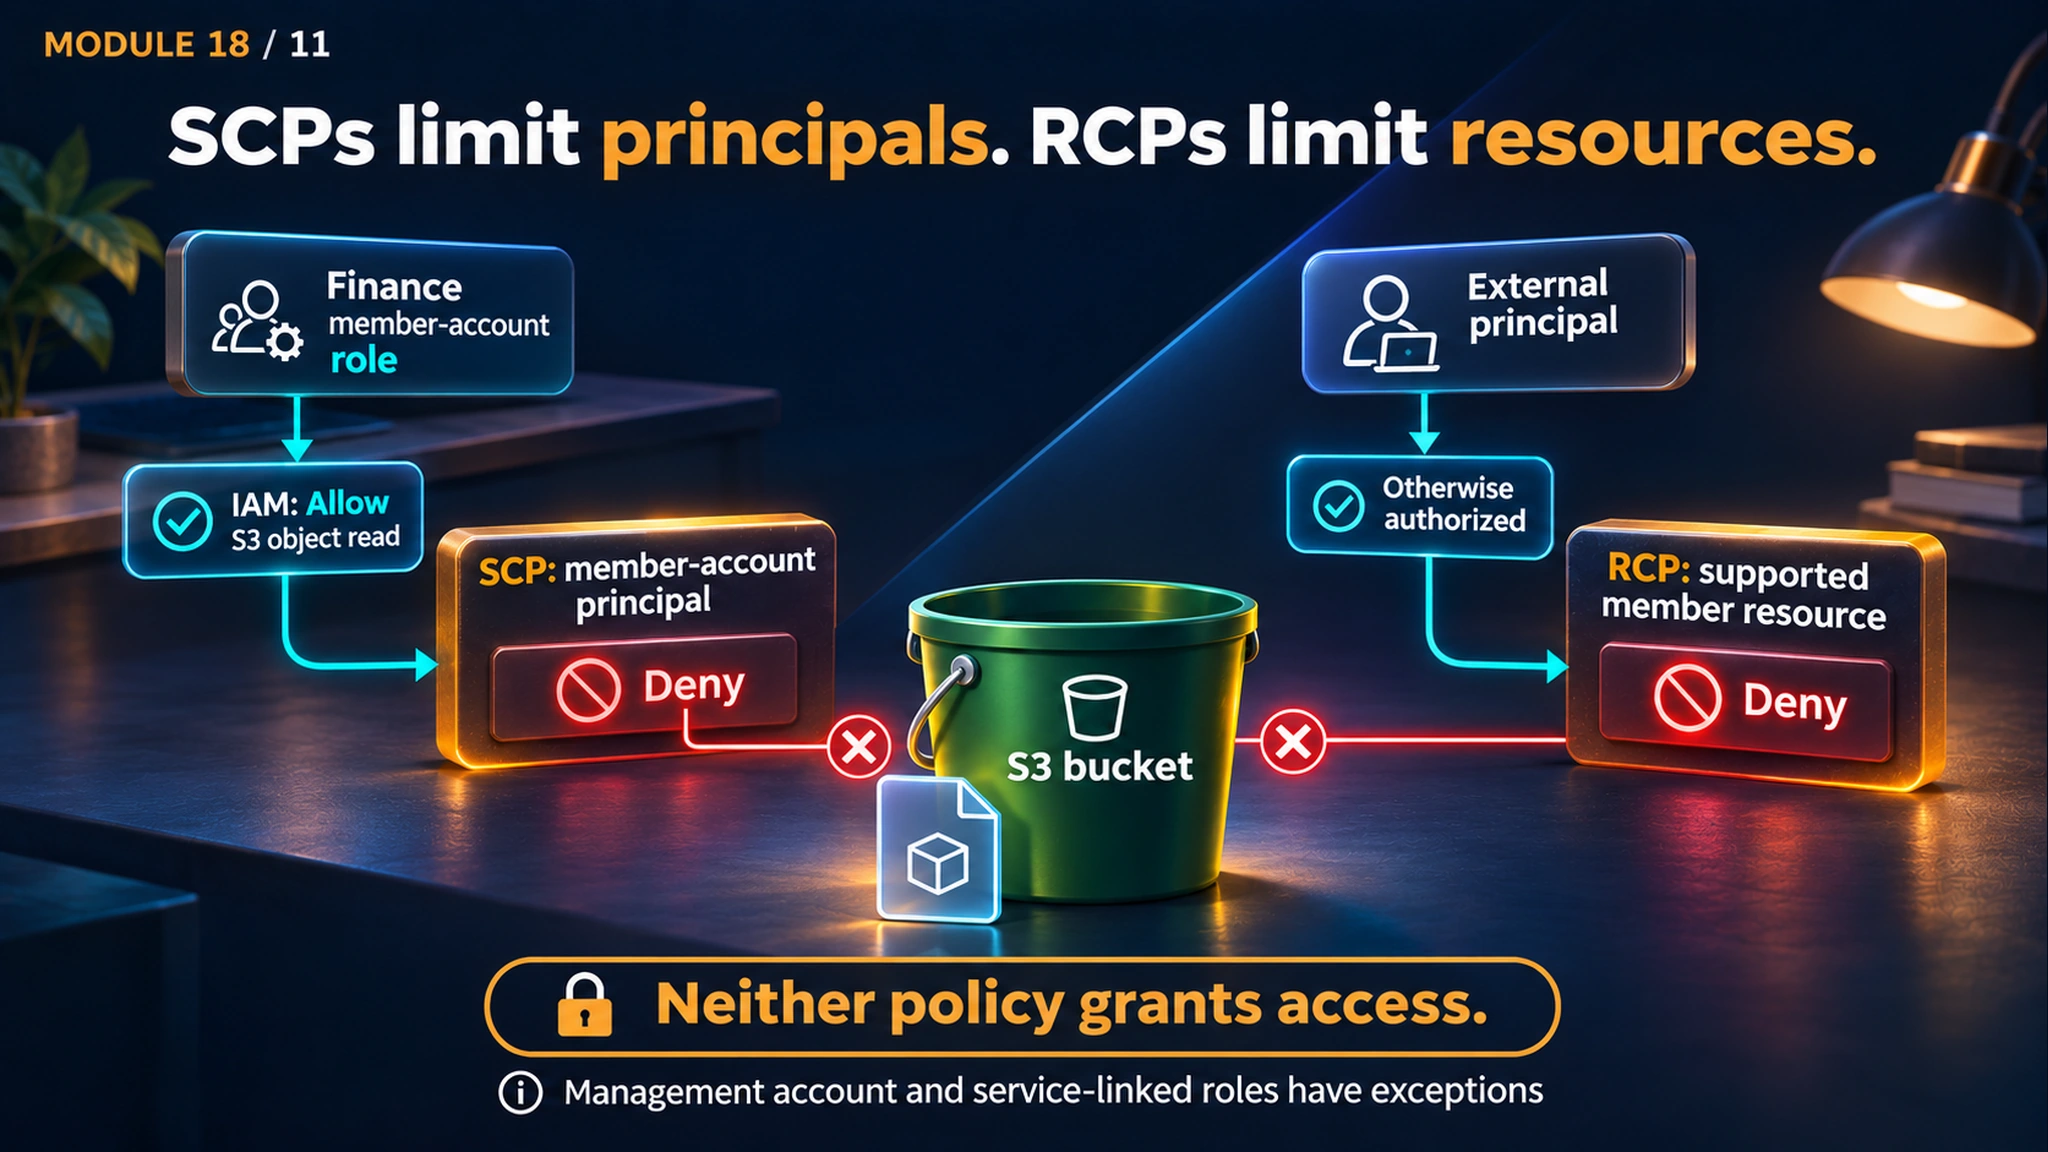 MODULE 18 / 11
SCPs limit principals. RCPs limit resources.
Finance
member-account
role
IAM: Allow
S3 object read
SCP: member-account
principal
Deny
External
principal
Otherwise
authorized
RCP: supported
member resource
Deny
S3 bucket
Neither policy grants access.
Management account and service-linked roles have exceptions